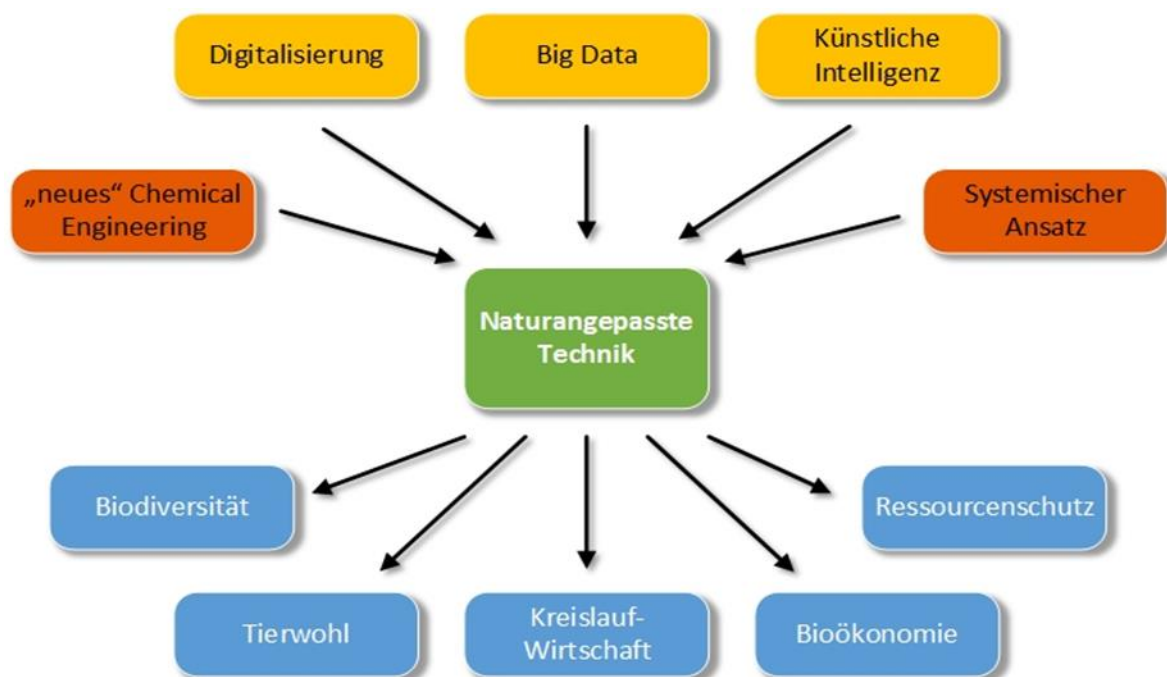 Digitalisierung
Big Data
Künstliche
Intelligenz
„neues“ Chemical
Engineering
Systemischer
Ansatz
Naturangepasste
Technik
Biodiversität
Ressourcenschutz
Tierwohl
Kreislauf-
Wirtschaft
Bioökonomie